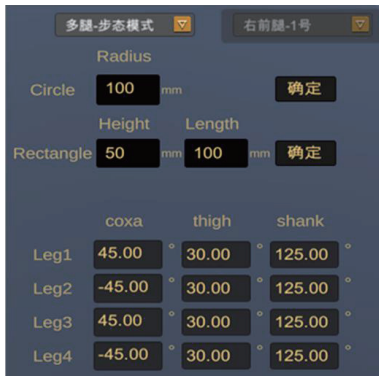 多腿-步态模式 右前腿-1号
Radius
Circle 100 mm 确定
Height Length
Rectangle 50 mm 100 mm 确定
coxa thigh shank
Leg1 45.00 ° 30.00 ° 125.00 °
Leg2 -45.00 ° 30.00 ° 125.00 °
Leg3 45.00 ° 30.00 ° 125.00 °
Leg4 -45.00 ° 30.00 ° 125.00 °